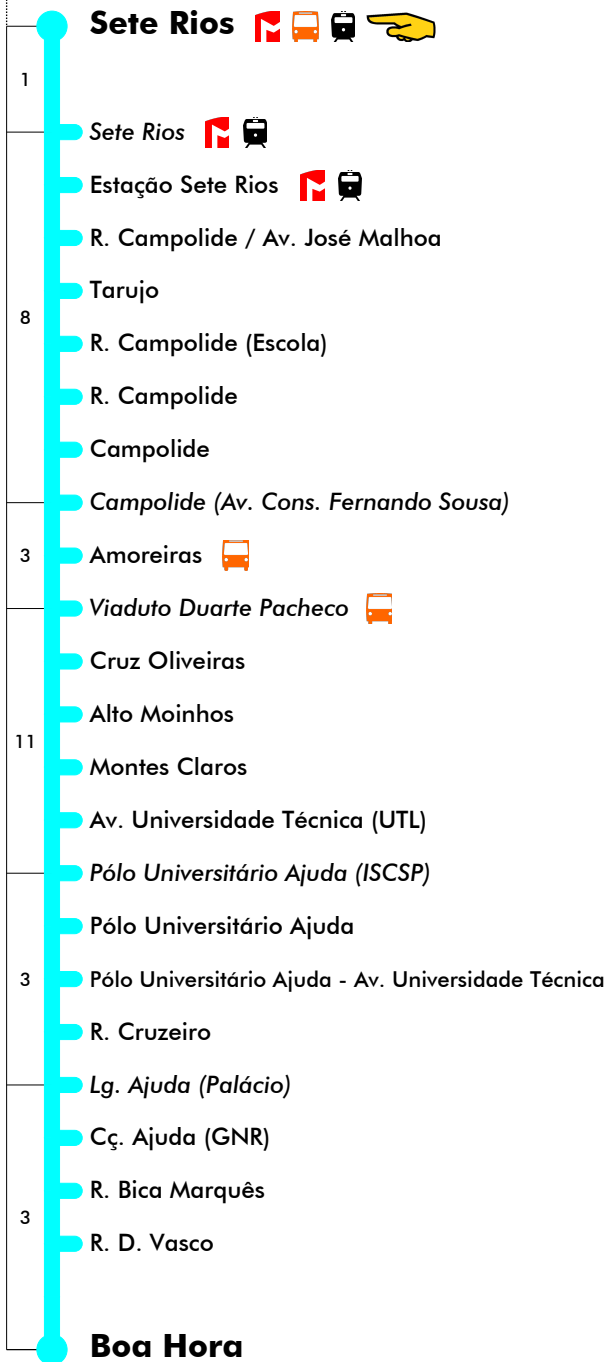 Sete Rios
1
Sete Rios
Estação Sete Rios
R. Campolide / Av. José Malhoa
Tarujo
8
R. Campolide (Escola)
R. Campolide
Campolide
Campolide (Av. Cons. Fernando Sousa)
3
Amoreiras
Viaduto Duarte Pacheco
Cruz Oliveiras
Alto Moinhos
11
Montes Claros
Av. Universidade Técnica (UTL)
Pólo Universitário Ajuda (ISCSP)
Pólo Universitário Ajuda
3
Pólo Universitário Ajuda - Av. Universidade Técnica
R. Cruzeiro
Lg. Ajuda (Palácio)
Cç. Ajuda (GNR)
R. Bica Marquês
3
R. D. Vasco
Boa Hora